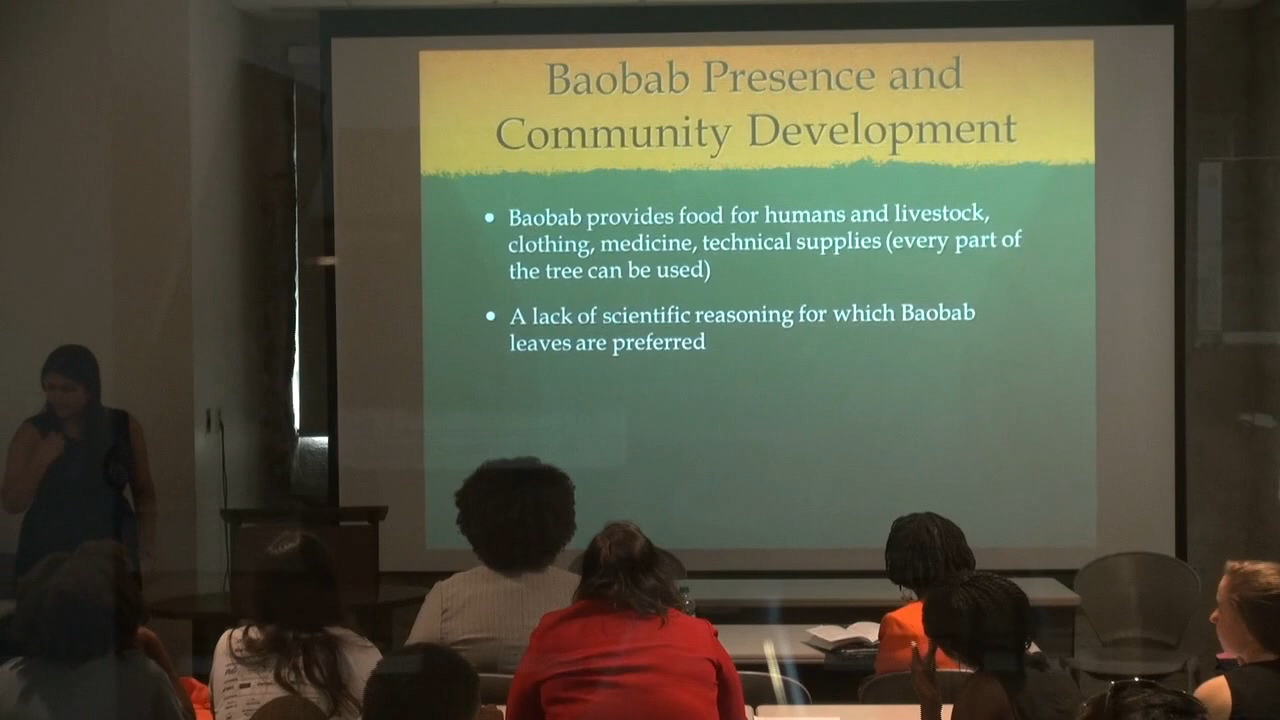 Baobab Presence and
Community Development
• Baobab provides food for humans and livestock,
clothing, medicine, technical supplies (every part of
the tree can be used)
• A lack of scientific reasoning for which Baobab
leaves are preferred